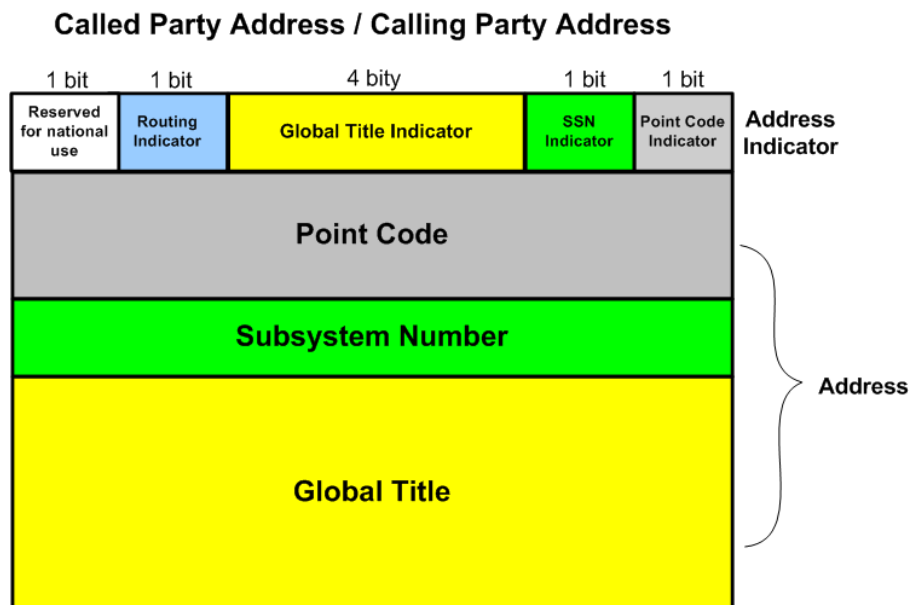 Called Party Address / Calling Party Address
1 bit 1 bit 4 bity 1 bit 1 bit
Reserved
for national
use
Routing
Indicator
Global Title Indicator
SSN
Indicator
Point Code
Indicator
Address
Indicator
Point Code
Subsystem Number
Address
Global Title